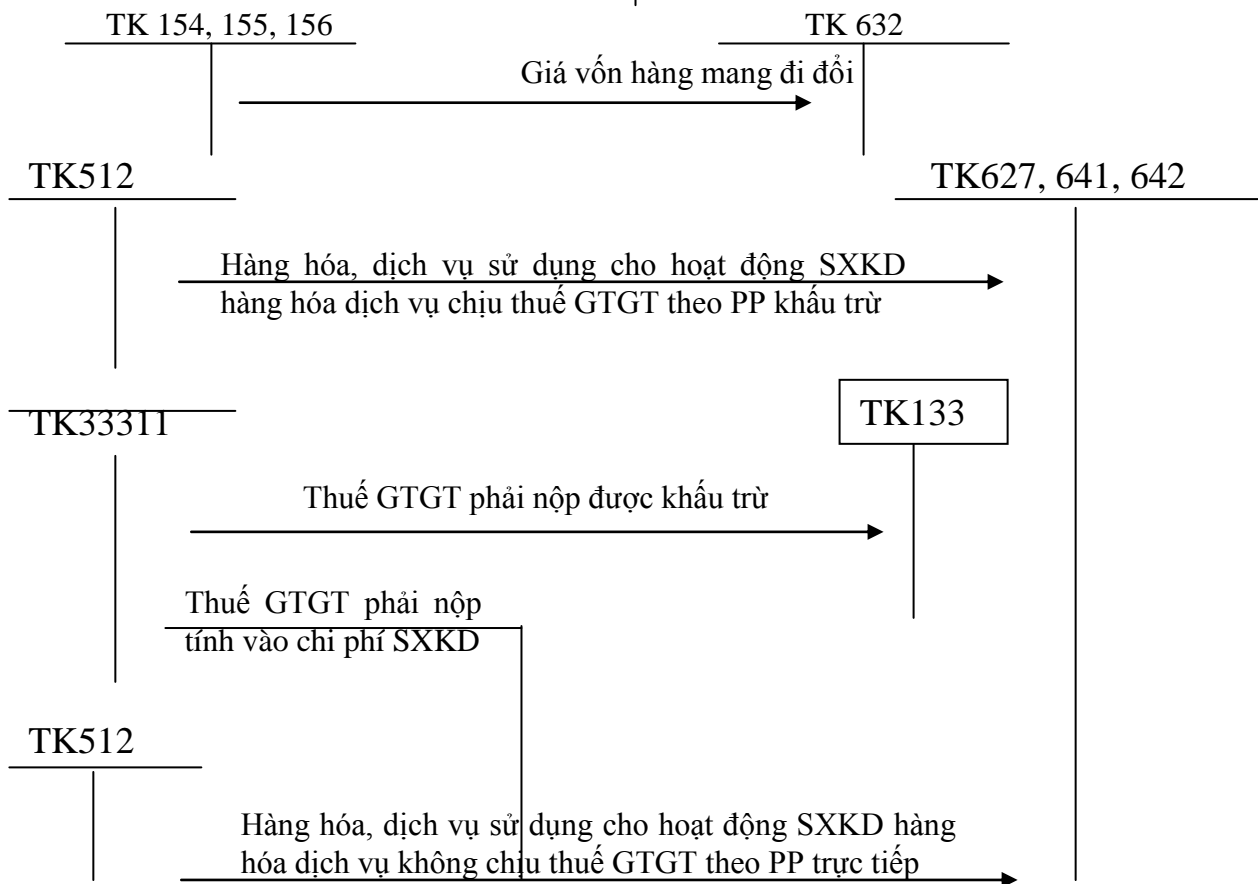 TK 154, 155, 156
TK 632
Giá vốn hàng mang đi đổi
TK512
TK627, 641, 642
Hàng hóa, dịch vụ sử dụng cho hoạt động SXKD
hàng hóa dịch vụ chịu thuế GTGT theo PP khấu trừ
TK33311
TK133
Thuế GTGT phải nộp được khấu trừ
Thuế GTGT phải nộp
tính vào chi phí SXKD
TK512
Hàng hóa, dịch vụ sử dụng cho hoạt động SXKD hàng
hóa dịch vụ không chịu thuế GTGT theo PP trực tiếp